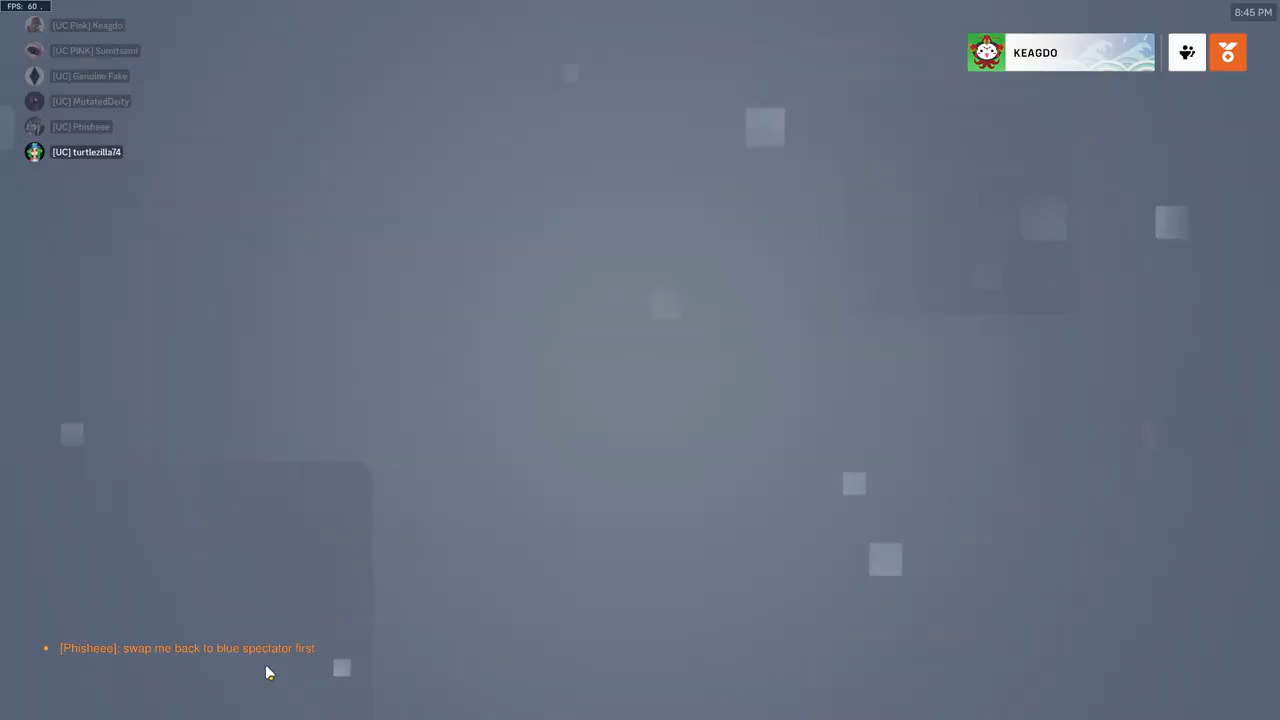 FPS: 60 .
8:45 PM
[UC Pink] Keagdo
[UC PINK] Sumitsami
[UC] Genuine Fake
[UC] MutatedDeity
[UC] Phisheee
[UC] turtlezilla74
KEAGDO
[Phisheee]: swap me back to blue spectator first